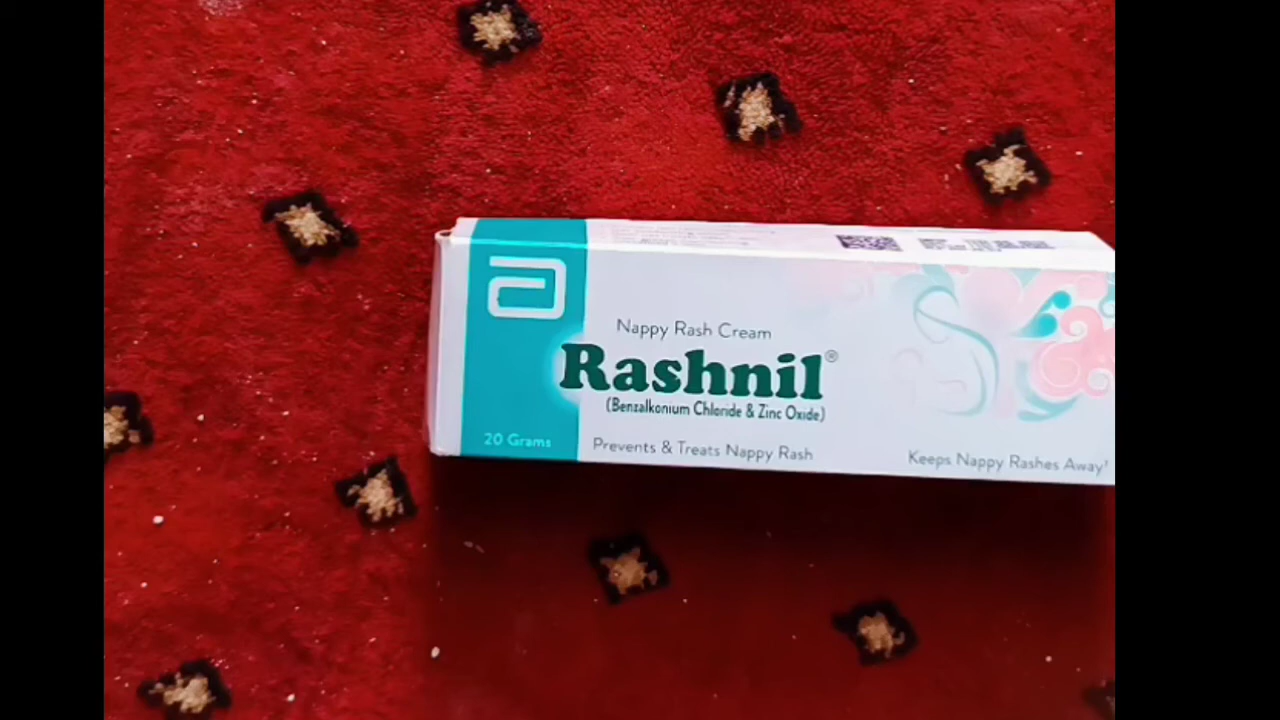 Nappy Rash Cream
Rashnil®
(Benzalkonium Chloride & Zinc Oxide)
20 Grams
Prevents & Treats Nappy Rash
Keeps Nappy Rashes Away†